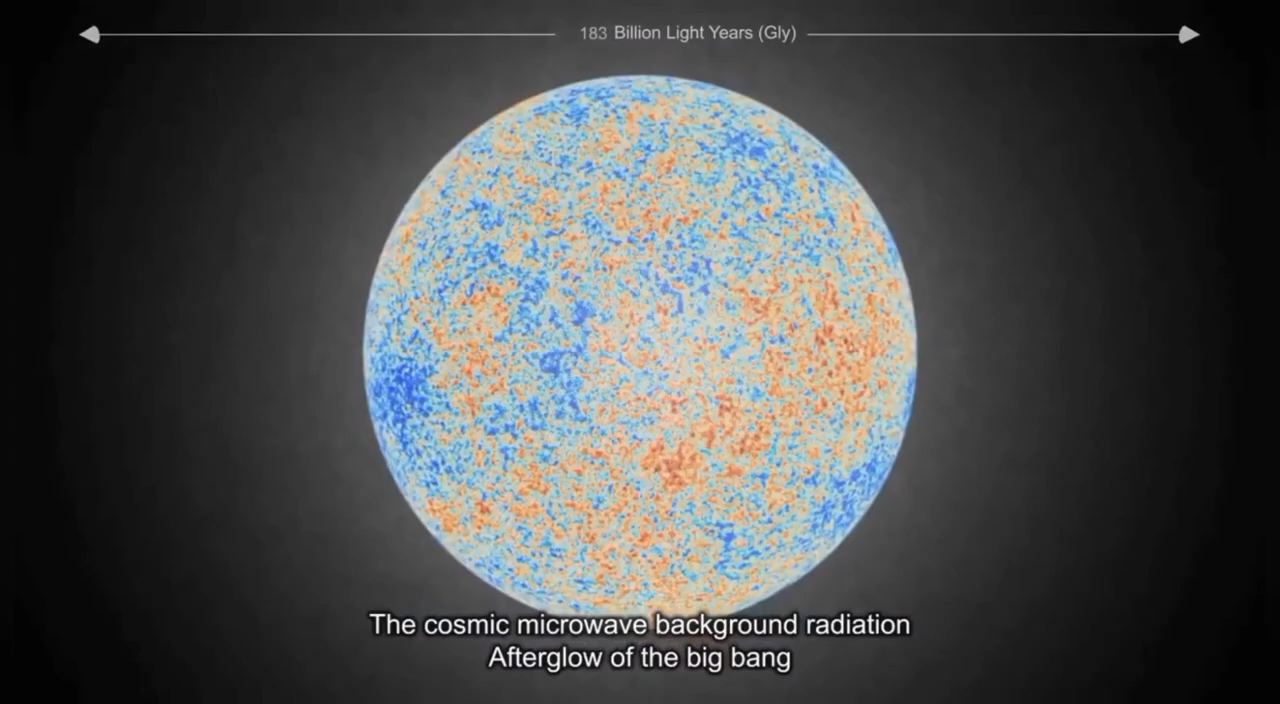 183 Billion Light Years (Gly)
The cosmic microwave background radiation
Afterglow of the big bang